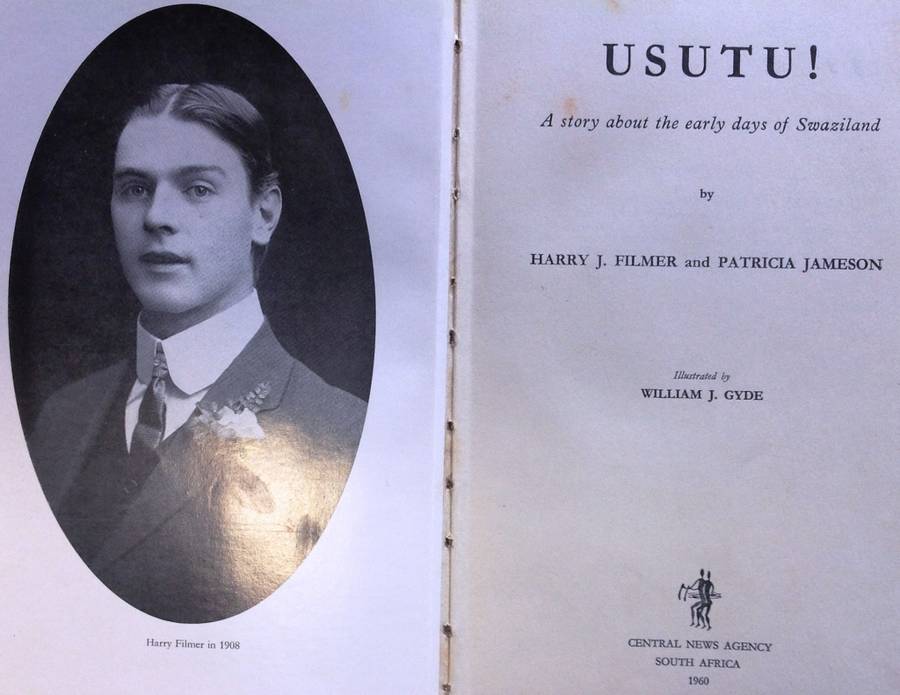 Harry Filmer in 1908
USUTU!
A story about the early days of Swaziland
by
HARRY J. FILMER and PATRICIA JAMESON
Illustrated by
WILLIAM J. GYDE
CENTRAL NEWS AGENCY
SOUTH AFRICA
1960